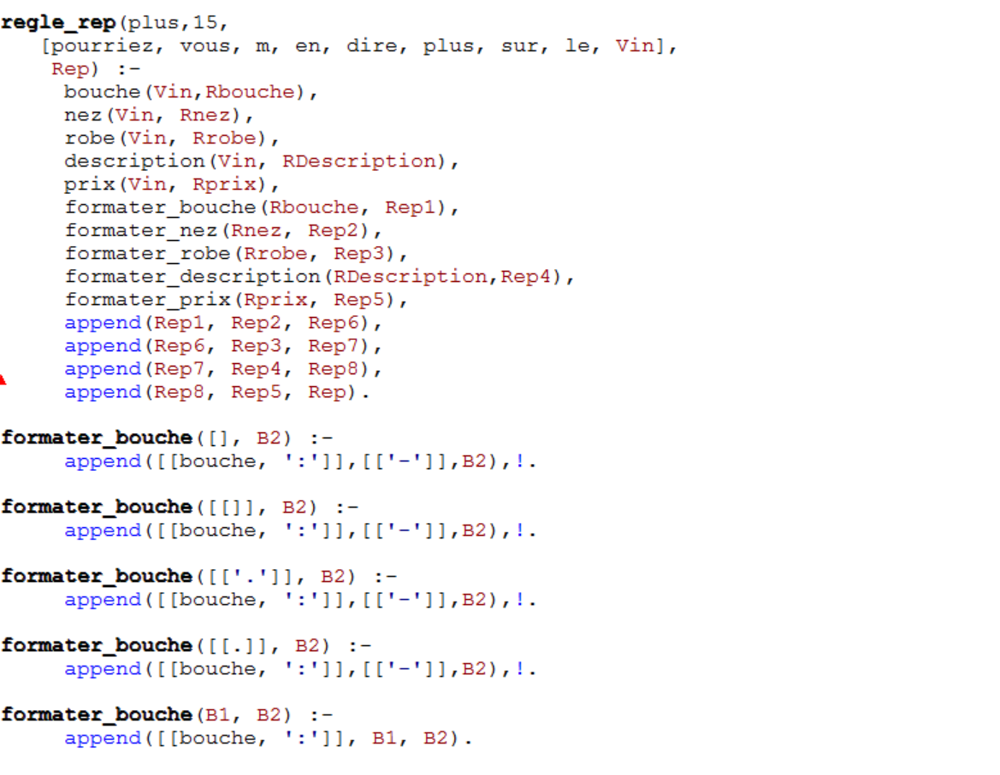 regle_rep(plus,15,
[pourriez, vous, m, en, dire, plus, sur, le, Vin],
Rep) :-
bouche(Vin,Rbouche),
nez(Vin, Rnez),
robe(Vin, Rrobe),
description(Vin, RDescription),
prix(Vin, Rprix),
formater_bouche(Rbouche, Rep1),
formater_nez(Rnez, Rep2),
formater_robe(Rrobe, Rep3),
formater_description(RDescription,Rep4),
formater_prix(Rprix, Rep5),
append(Rep1, Rep2, Rep6),
append(Rep6, Rep3, Rep7),
append(Rep7, Rep4, Rep8),
append(Rep8, Rep5, Rep).
formater_bouche([], B2) :-
append([[bouche, ':']],[['-']],B2),!.
formater_bouche([[]], B2) :-
append([[bouche, ':']],[['-']],B2),!.
formater_bouche([['.']], B2) :-
append([[bouche, ':']],[['-']],B2),!.
formater_bouche([[.]], B2) :-
append([[bouche, ':']],[['-']],B2),!.
formater_bouche(B1, B2) :-
append([[bouche, ':']], B1, B2).